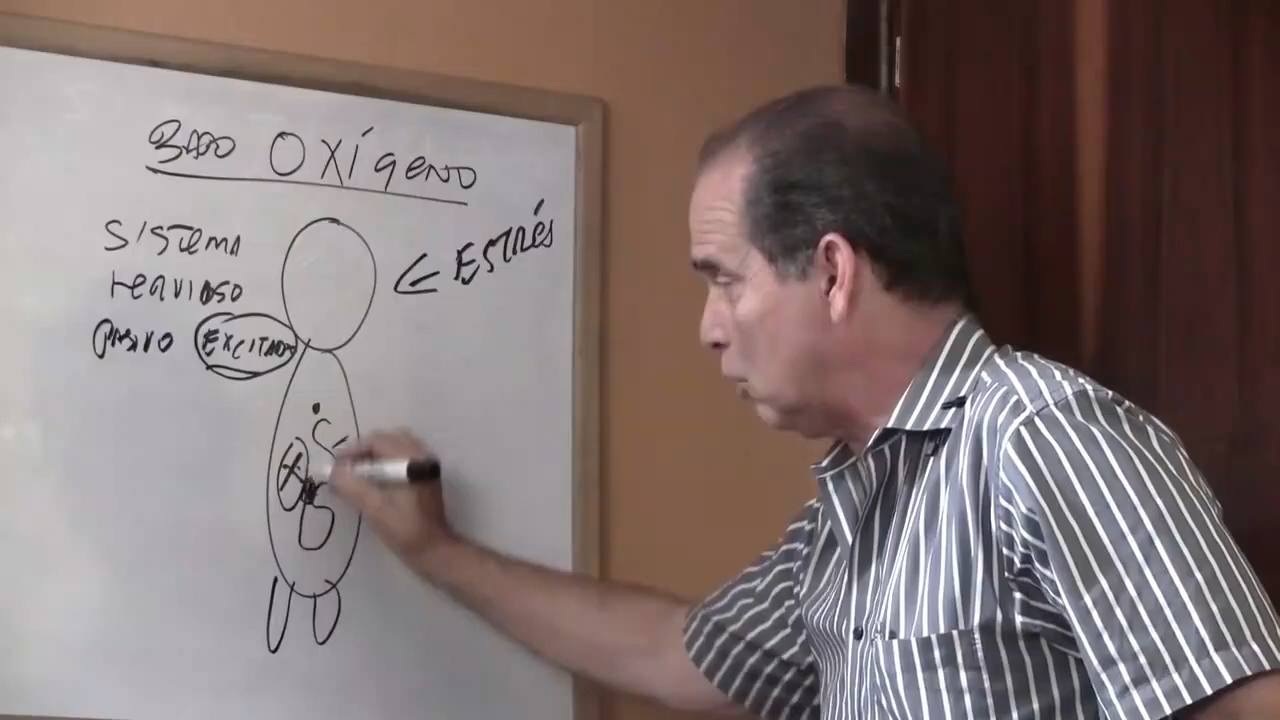 BAJO OXÍGENO
SISTEMA
NERVIOSO
PASIVO EXCITADO
← ESTRÉS